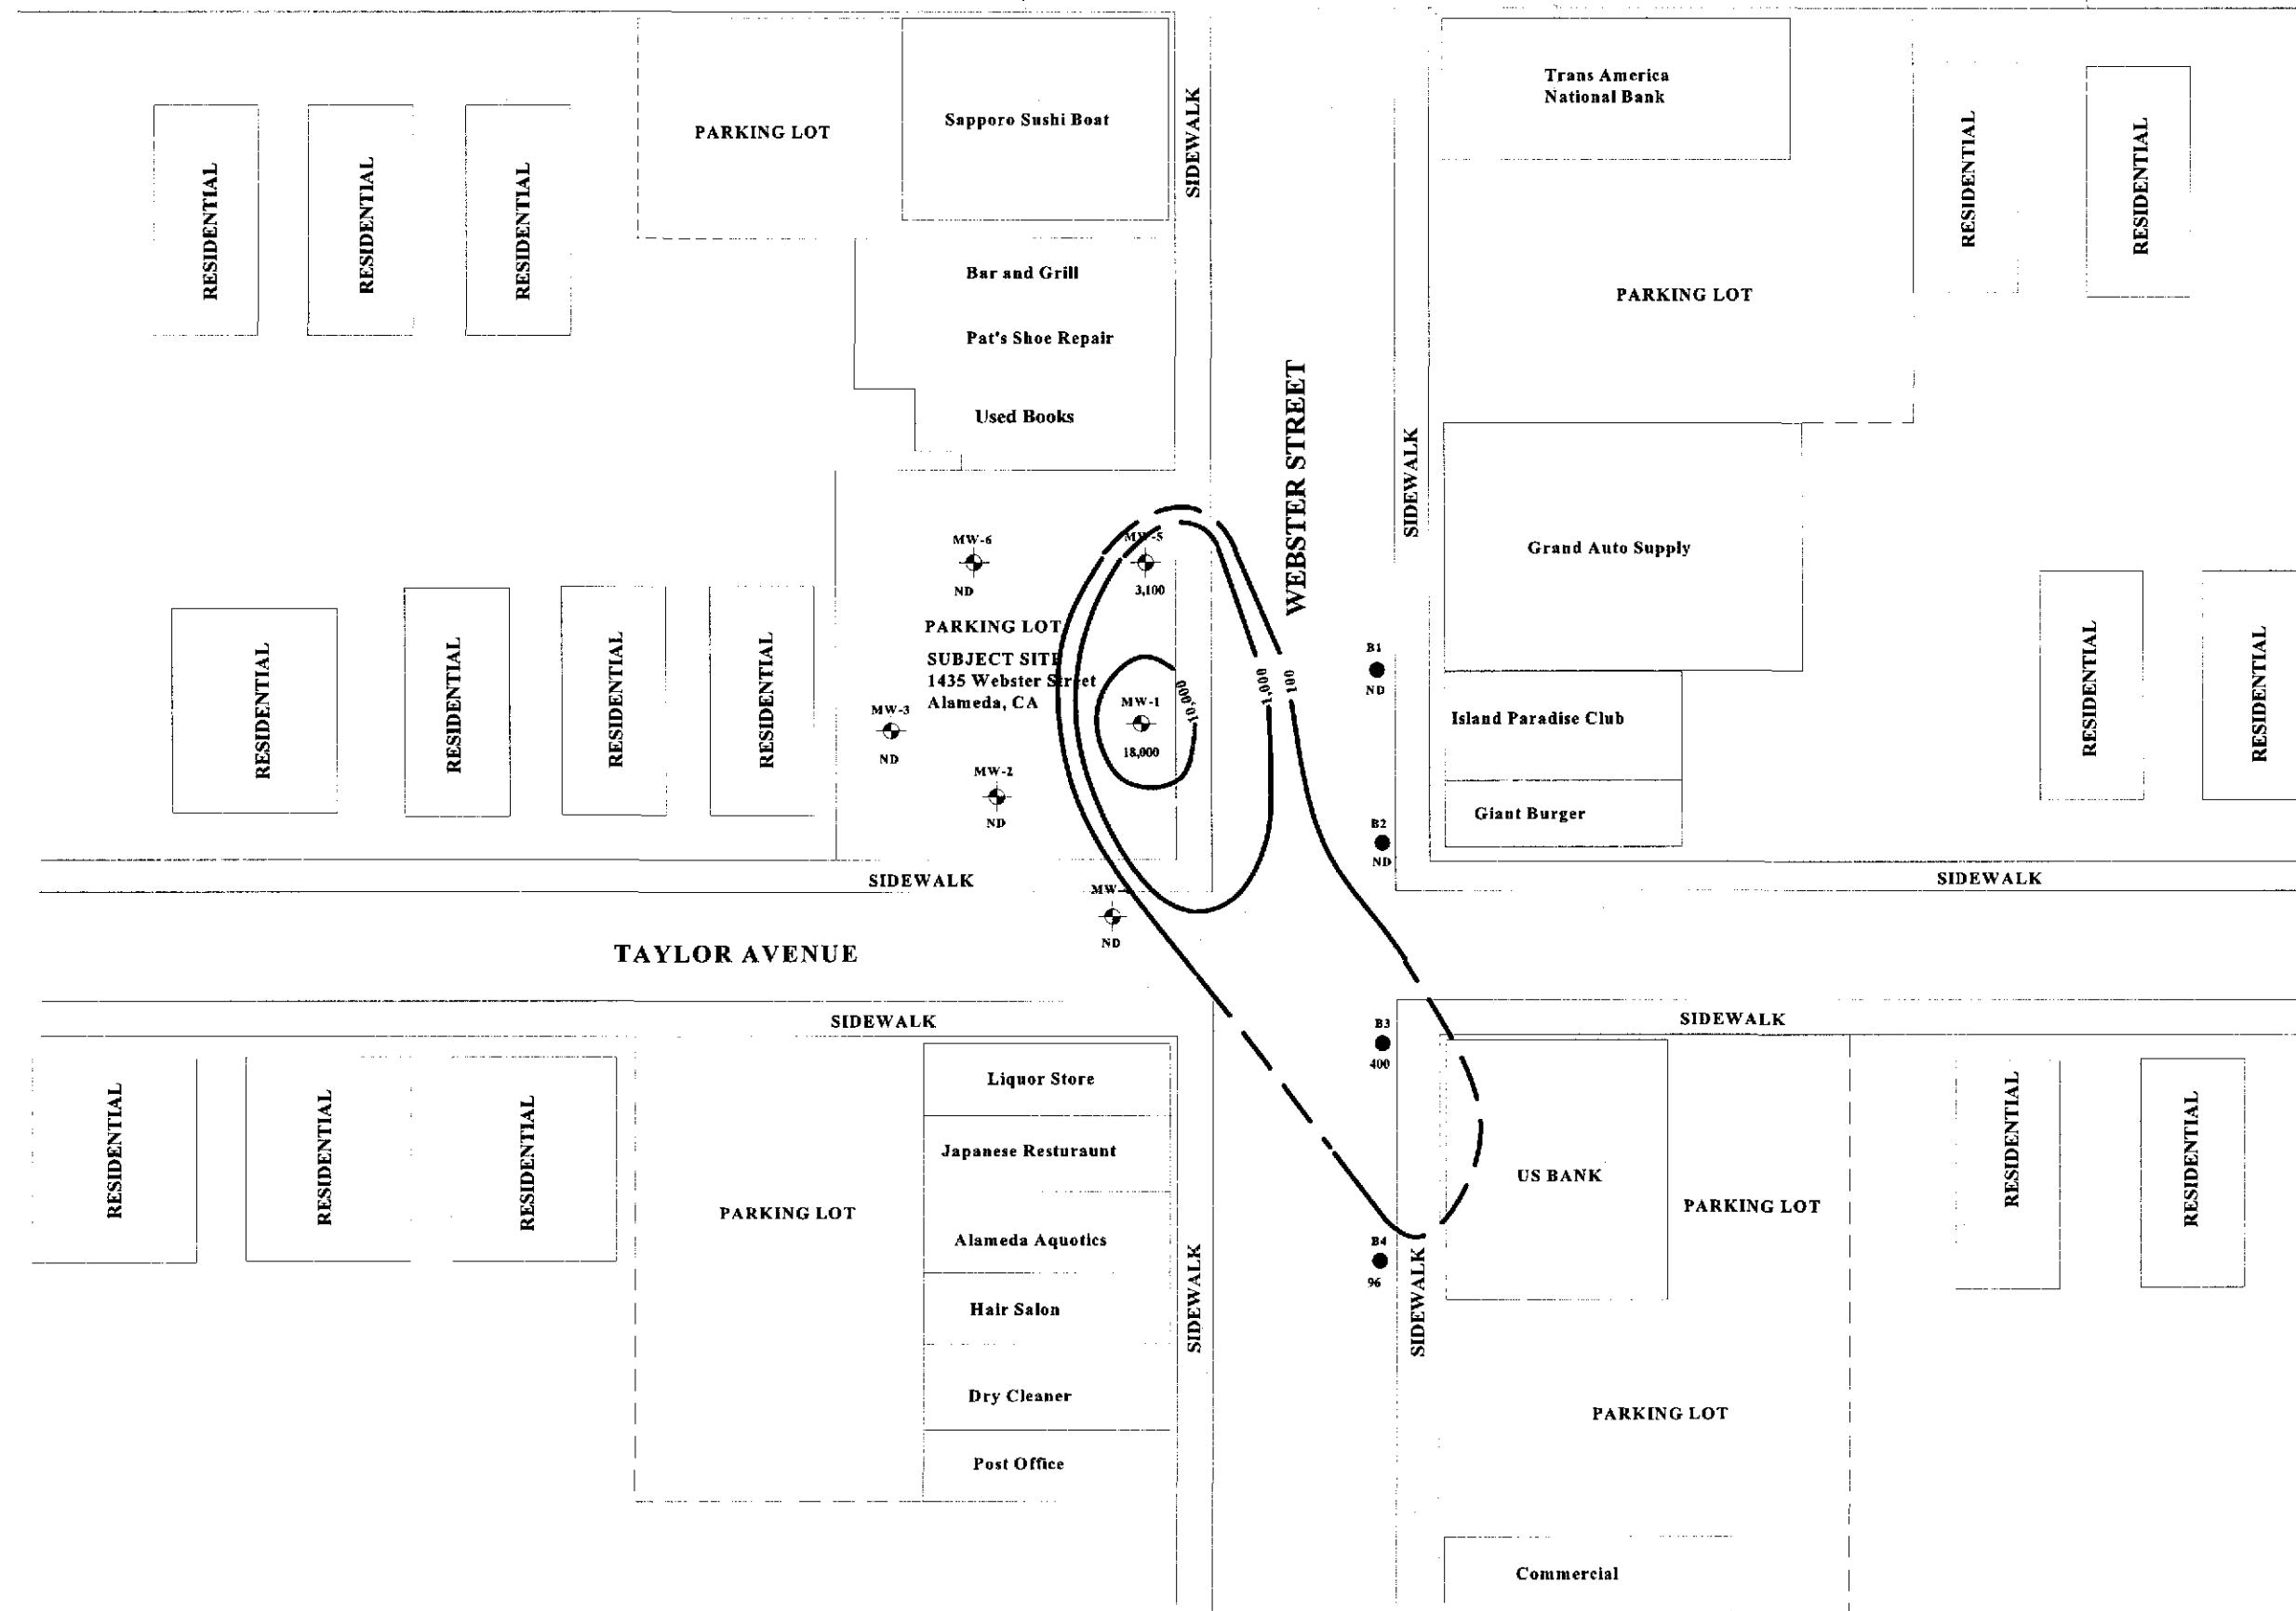 Trans America
National Bank
Sapporo Sushi Boat
PARKING LOT
SIDEWALK
RESIDENTIAL
RESIDENTIAL
RESIDENTIAL
RESIDENTIAL
RESIDENTIAL
Bar and Grill
PARKING LOT
Pat's Shoe Repair
Used Books
WEBSTER STREET
SIDEWALK
MW-6
ND
MW-5
3,100
Grand Auto Supply
PARKING LOT
SUBJECT SITE
1435 Webster Street
Alameda, CA
RESIDENTIAL
RESIDENTIAL
RESIDENTIAL
RESIDENTIAL
MW-3
ND
MW-1
18,000
10,000
1,000
100
B1
ND
Island Paradise Club
RESIDENTIAL
RESIDENTIAL
MW-2
ND
B2
ND
Giant Burger
SIDEWALK
SIDEWALK
MW-
ND
TAYLOR AVENUE
SIDEWALK
SIDEWALK
B3
400
Liquor Store
Japanese Resturaunt
RESIDENTIAL
RESIDENTIAL
RESIDENTIAL
PARKING LOT
US BANK
PARKING LOT
RESIDENTIAL
RESIDENTIAL
Alameda Aquotics
B4
96
SIDEWALK
SIDEWALK
Hair Salon
Dry Cleaner
PARKING LOT
Post Office
Commercial